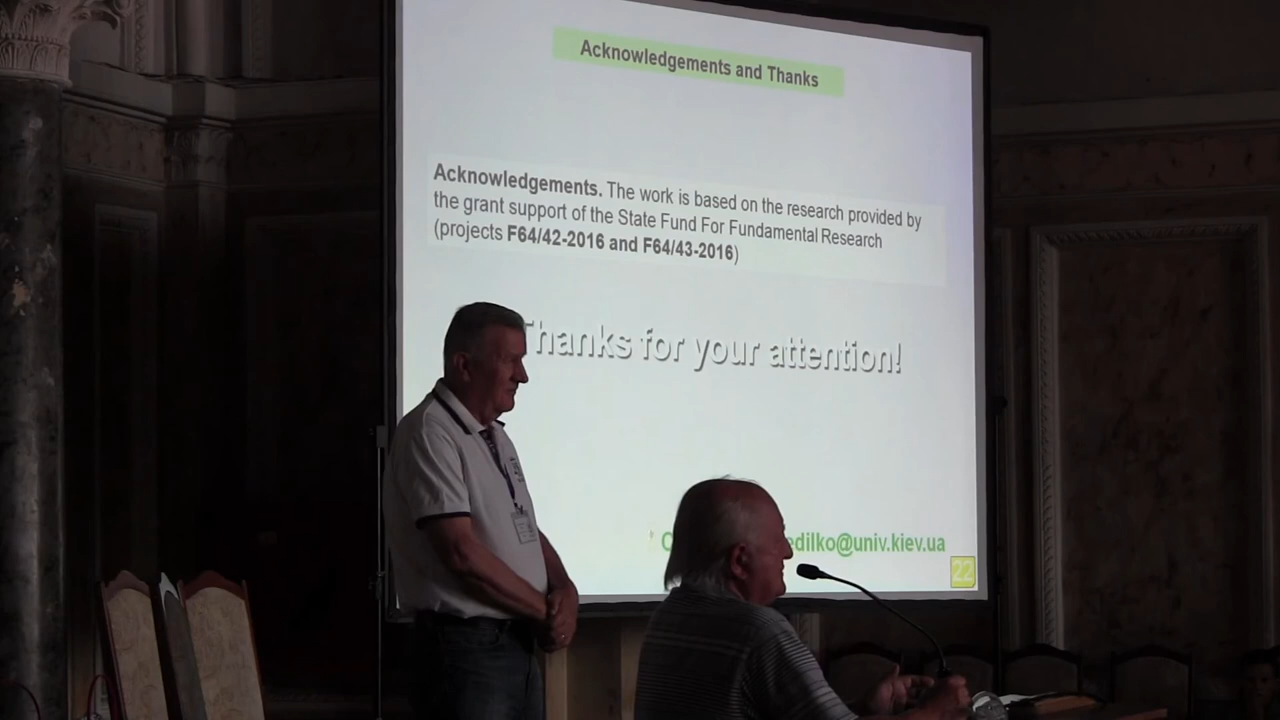 Acknowledgements and Thanks
Acknowledgements. The work is based on the research provided by
the grant support of the State Fund For Fundamental Research
(projects F64/42-2016 and F64/43-2016)
Thanks for your attention!
edilko@univ.kiev.ua
22